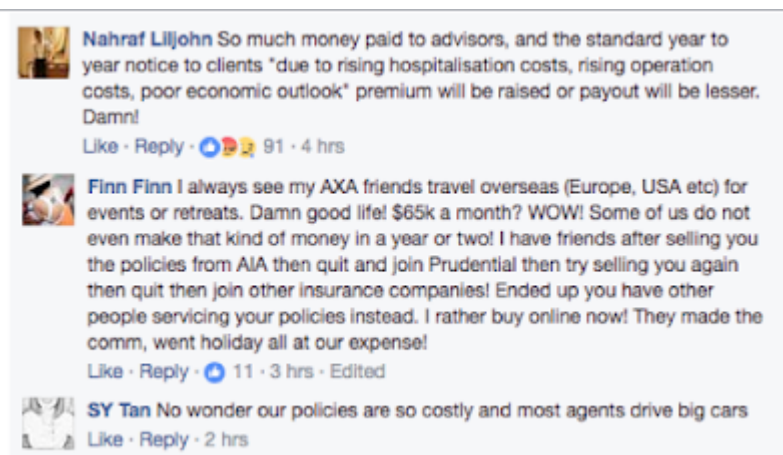 Nahraf Liljohn So much money paid to advisors, and the standard year to
year notice to clients "due to rising hospitalisation costs, rising operation
costs, poor economic outlook" premium will be raised or payout will be lesser.
Damn!
Like · Reply · 91 · 4 hrs
Finn Finn I always see my AXA friends travel overseas (Europe, USA etc) for
events or retreats. Damn good life! $65k a month? WOW! Some of us do not
even make that kind of money in a year or two! I have friends after selling you
the policies from AIA then quit and join Prudential then try selling you again
then quit then join other insurance companies! Ended up you have other
people servicing your policies instead. I rather buy online now! They made the
comm, went holiday all at our expense!
Like · Reply · 11 · 3 hrs · Edited
SY Tan No wonder our policies are so costly and most agents drive big cars
Like · Reply · 2 hrs